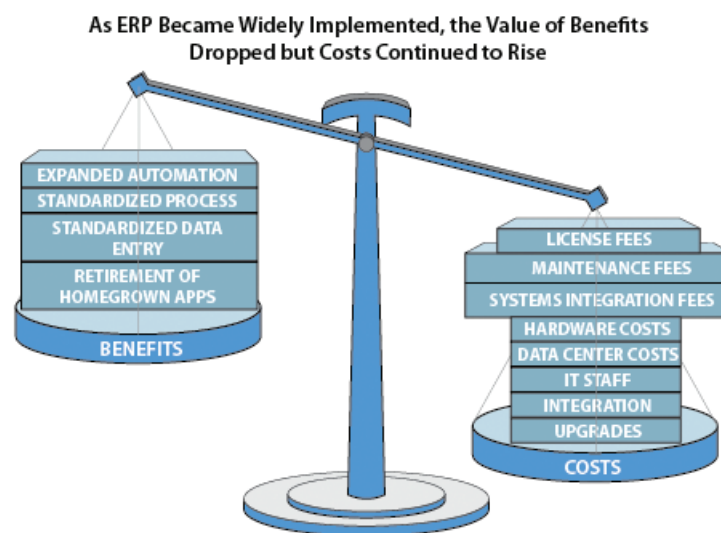 As ERP Became Widely Implemented, the Value of Benefits
Dropped but Costs Continued to Rise
EXPANDED AUTOMATION
STANDARDIZED PROCESS
STANDARDIZED DATA
ENTRY
RETIREMENT OF
HOMEGROWN APPS
BENEFITS
LICENSE FEES
MAINTENANCE FEES
SYSTEMS INTEGRATION FEES
HARDWARE COSTS
DATA CENTER COSTS
IT STAFF
INTEGRATION
UPGRADES
COSTS